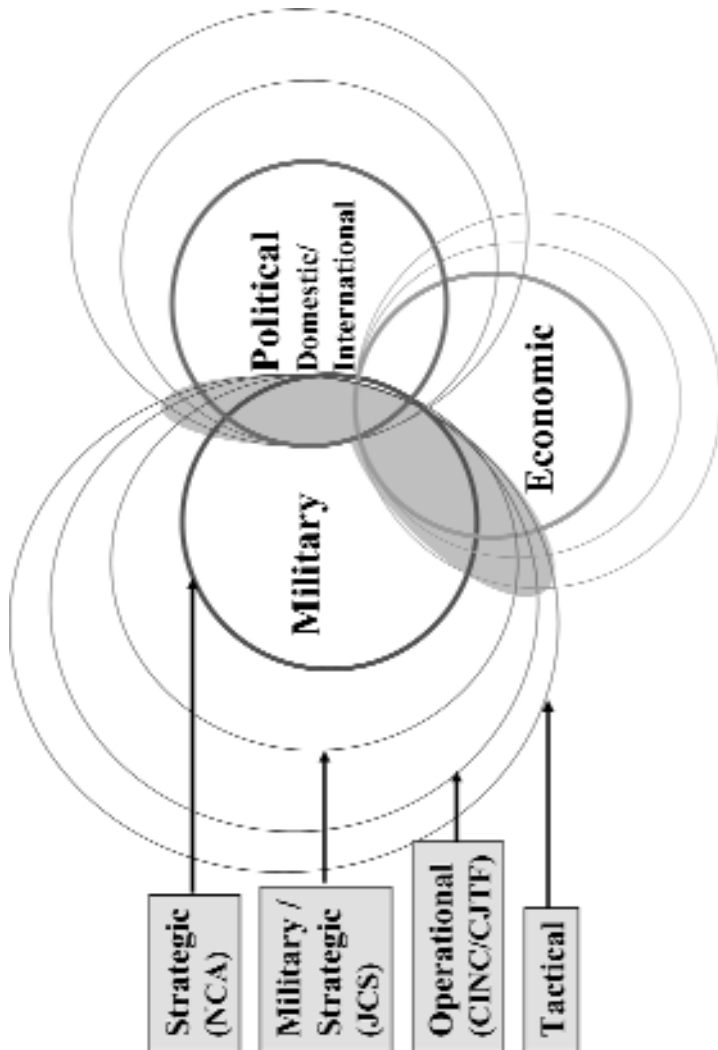 Strategic
(NCA)
Military /
Strategic
(JCS)
Operational
(CINC/CJTF)
Tactical
Military
Political
Domestic/
International
Economic